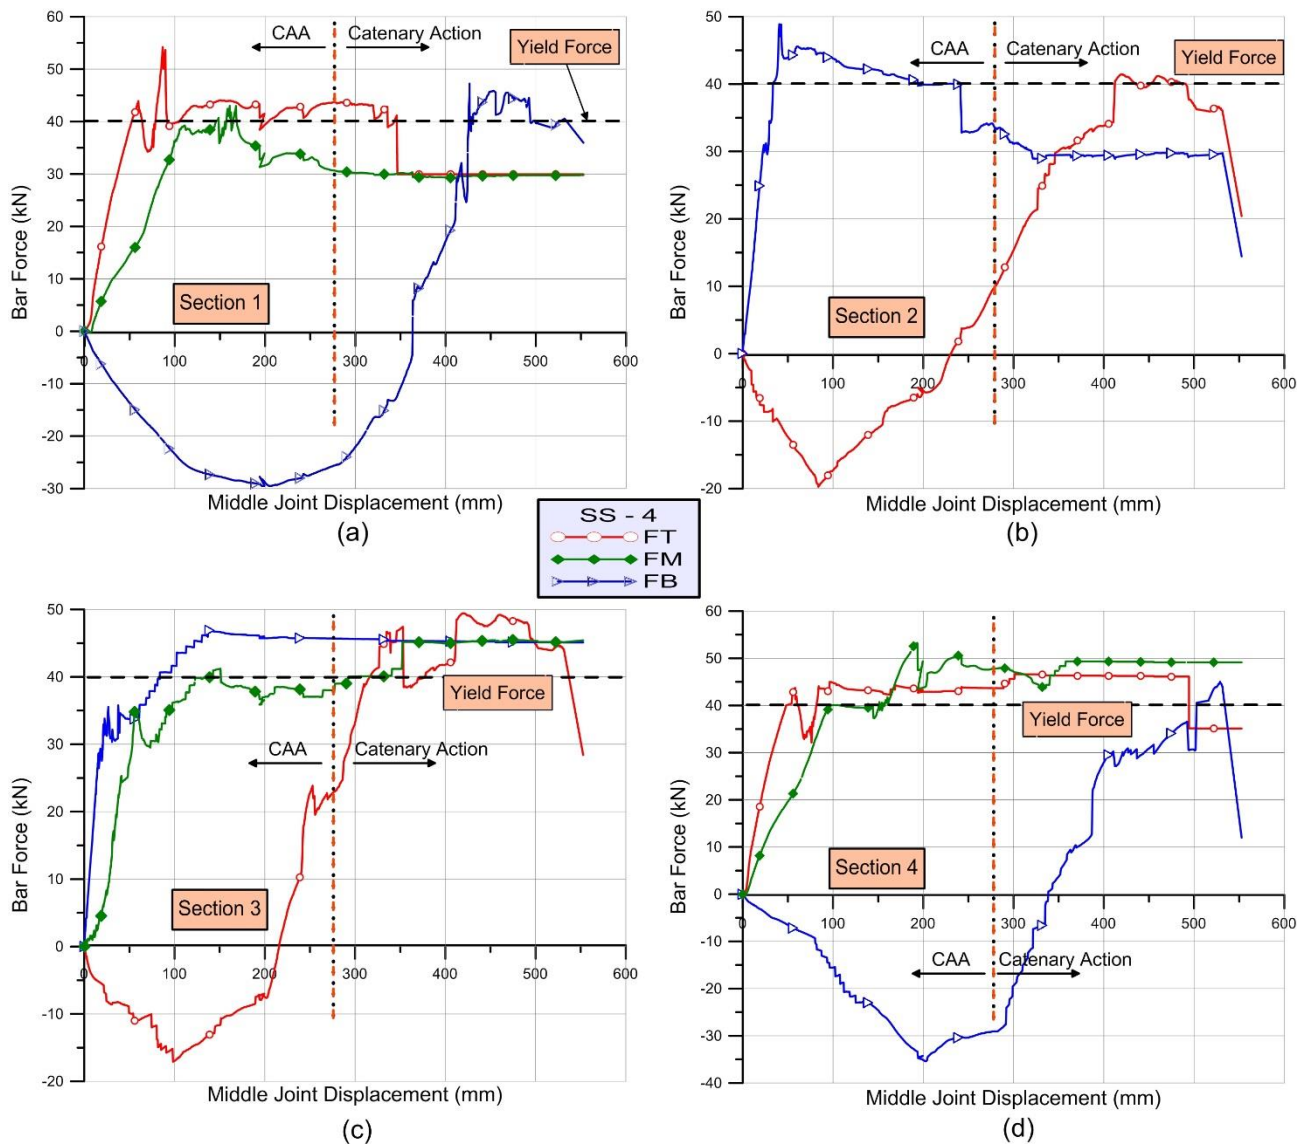 60
50
40
30
20
10
0
-10
-20
-30
0
100
200
300
400
500
600
Bar Force (kN)
Middle Joint Displacement (mm)
CAA
Catenary Action
Yield Force
Section 1
(a)
50
40
30
20
10
0
-10
-20
0
100
200
300
400
500
600
Bar Force (kN)
Middle Joint Displacement (mm)
CAA
Catenary Action
Yield Force
Section 2
(b)
SS - 4
FT
FM
FB
50
40
30
20
10
0
-10
-20
0
100
200
300
400
500
600
Bar Force (kN)
Middle Joint Displacement (mm)
Yield Force
CAA
Catenary Action
Section 3
(c)
60
50
40
30
20
10
0
-10
-20
-30
-40
0
100
200
300
400
500
600
Bar Force (kN)
Middle Joint Displacement (mm)
Yield Force
Section 4
CAA
Catenary Action
(d)